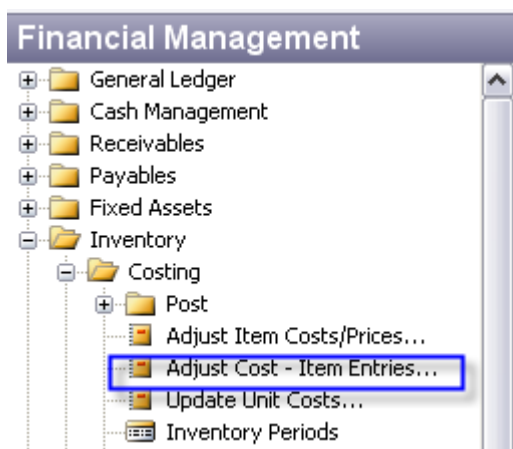 Financial Management
General Ledger
Cash Management
Receivables
Payables
Fixed Assets
Inventory
Costing
Post
Adjust Item Costs/Prices...
Adjust Cost - Item Entries...
Update Unit Costs...
Inventory Periods